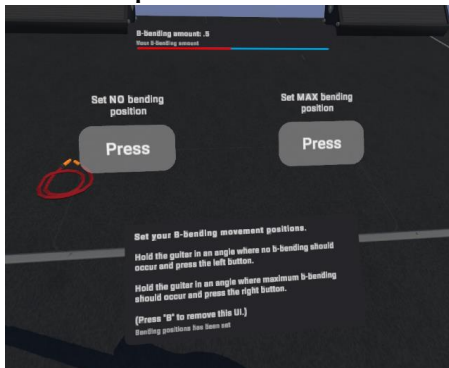 B-bending amount: .5
Your B-bending amount
Set NO bending
position
Press
Set MAX bending
position
Press
Set your B-bending movement positions.
Hold the guitar in an angle where no b-bending should
occur and press the left button.
Hold the guitar in an angle where maximum b-bending
should occur and press the right button.
(Press "B" to remove this UI.)
Bending positions has been set